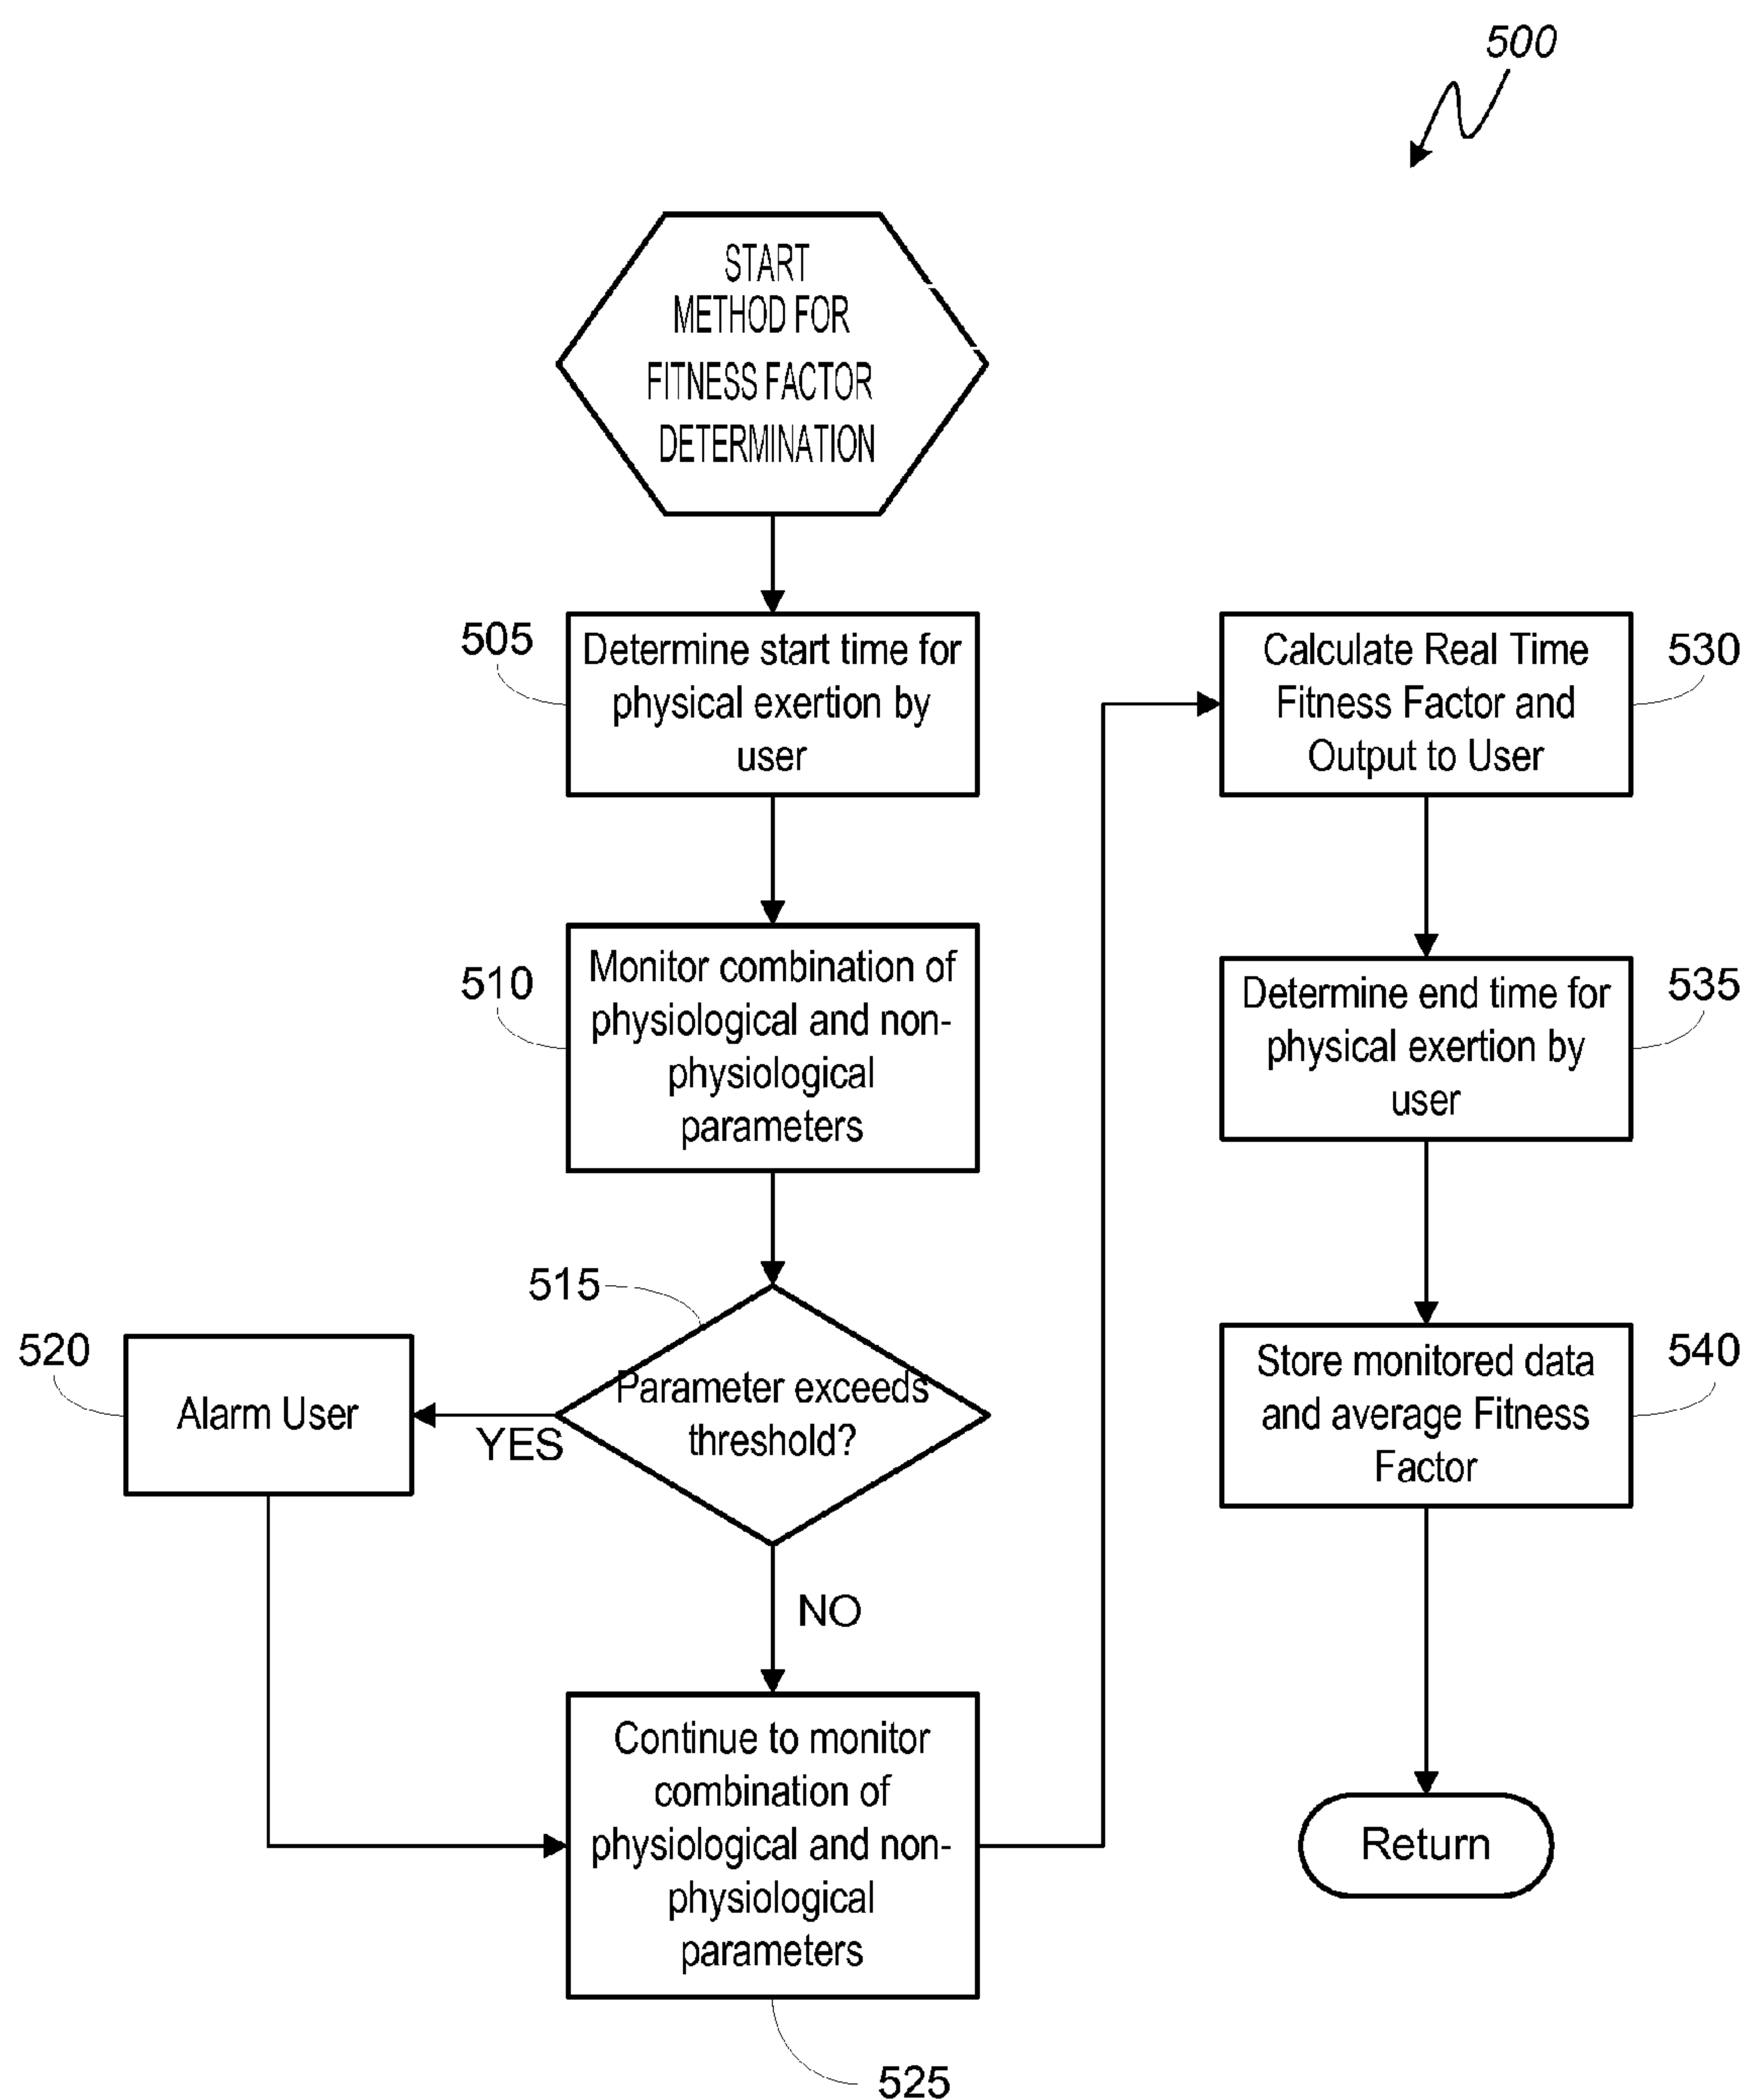 500
START
METHOD FOR
FITNESS FACTOR
DETERMINATION
505
Determine start time for
physical exertion by
user
510
Monitor combination of
physiological and non-
physiological
parameters
515
Parameter exceeds
threshold?
YES
NO
520
Alarm User
Continue to monitor
combination of
physiological and non-
physiological
parameters
525
Calculate Real Time
Fitness Factor and
Output to User
530
Determine end time for
physical exertion by
user
535
Store monitored data
and average Fitness
Factor
540
Return